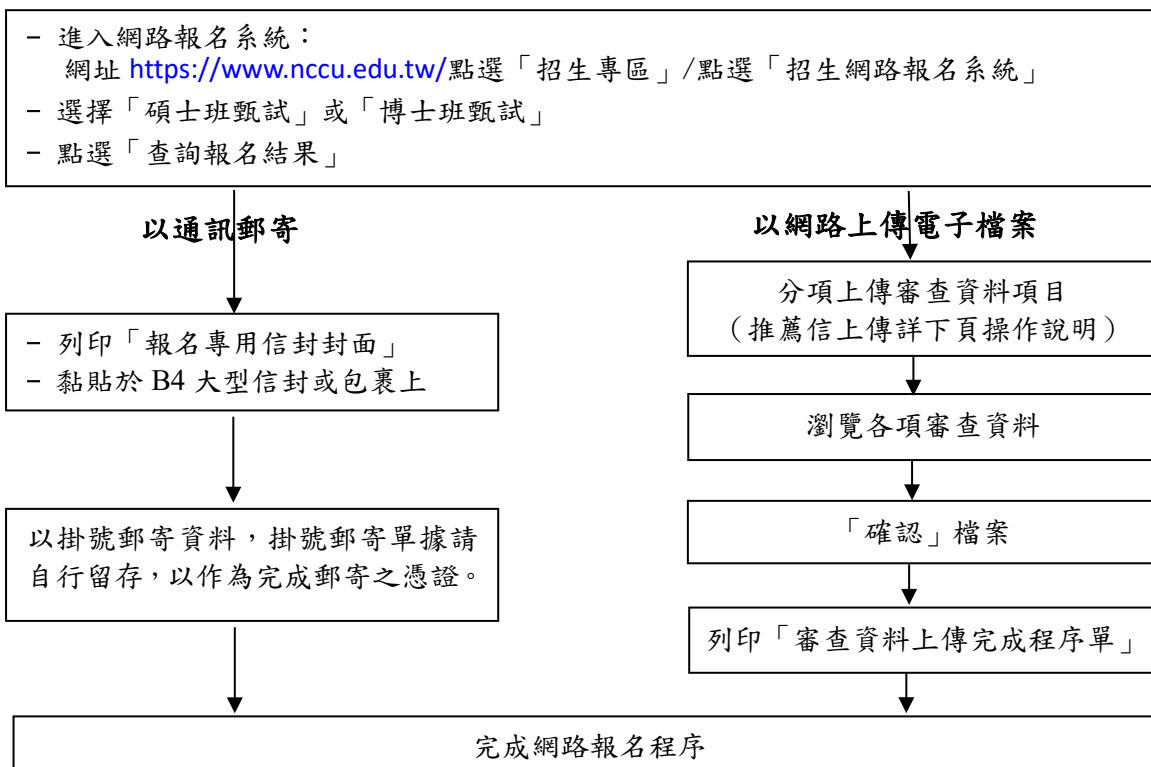 - 進入網路報名系統：
網址 https://www.nccu.edu.tw/點選「招生專區」/點選「招生網路報名系統」
- 選擇「碩士班甄試」或「博士班甄試」
- 點選「查詢報名結果」
以通訊郵寄
- 列印「報名專用信封封面」
- 黏貼於 B4 大型信封或包裹上
以掛號郵寄資料，掛號郵寄單據請
自行留存，以作為完成郵寄之憑證。
以網路上傳電子檔案
分項上傳審查資料項目
（推薦信上傳詳下頁操作說明）
瀏覽各項審查資料
「確認」檔案
列印「審查資料上傳完成程序單」
完成網路報名程序